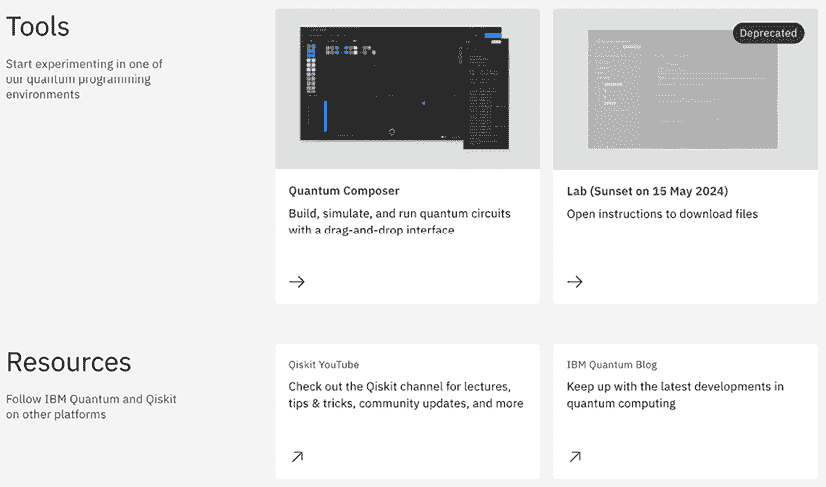 Tools
Start experimenting in one of
our quantum programming
environments
Deprecated
Quantum Composer
Build, simulate, and run quantum circuits
with a drag-and-drop interface
Lab (Sunset on 15 May 2024)
Open instructions to download files
Resources
Follow IBM Quantum and Qiskit
on other platforms
Qiskit YouTube
Check out the Qiskit channel for lectures,
tips & tricks, community updates, and more
IBM Quantum Blog
Keep up with the latest developments in
quantum computing